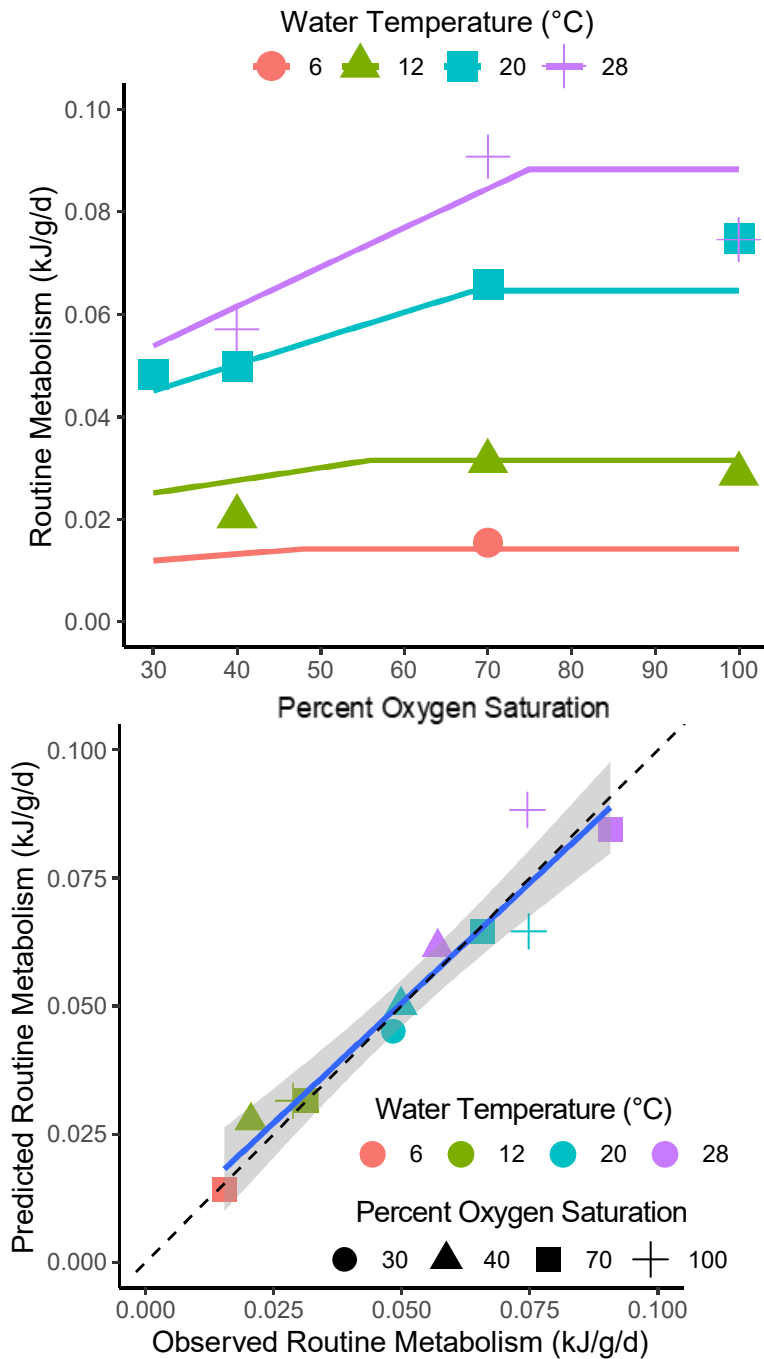 Water Temperature (°C)
6 12 20 28
Routine Metabolism (kJ/g/d)
0.10
0.08
0.06
0.04
0.02
0.00
30 40 50 60 70 80 90 100
Percent Oxygen Saturation
Predicted Routine Metabolism (kJ/g/d)
0.100
0.075
0.050
0.025
0.000
Water Temperature (°C)
6 12 20 28
Percent Oxygen Saturation
30 40 70 100
0.000 0.025 0.050 0.075 0.100
Observed Routine Metabolism (kJ/g/d)